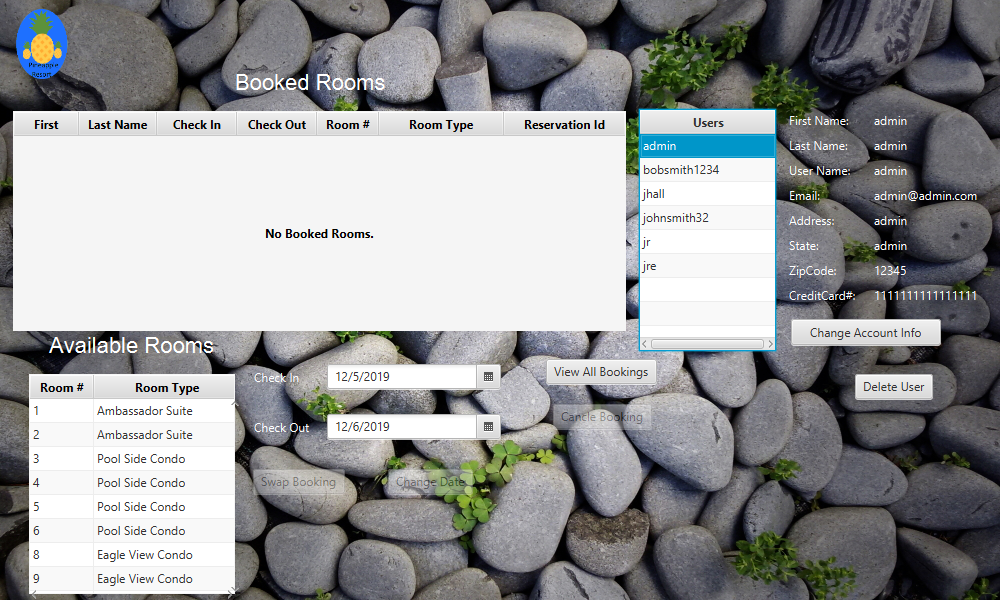 Pineapple
Resort
Booked Rooms
First Last Name Check In Check Out Room # Room Type Reservation Id
No Booked Rooms.
Users
admin
bobsmith1234
jhall
johnsmith32
jr
jre
First Name: admin
Last Name: admin
User Name: admin
Email: admin@admin.com
Address: admin
State: admin
ZipCode: 12345
CreditCard#: 1111111111111111
Change Account Info
Delete User
Available Rooms
Room # Room Type
1 Ambassador Suite
2 Ambassador Suite
3 Pool Side Condo
4 Pool Side Condo
5 Pool Side Condo
6 Pool Side Condo
8 Eagle View Condo
9 Eagle View Condo
Check In 12/5/2019
Check Out 12/6/2019
View All Bookings
Cancle Booking
Swap Booking
Change Date